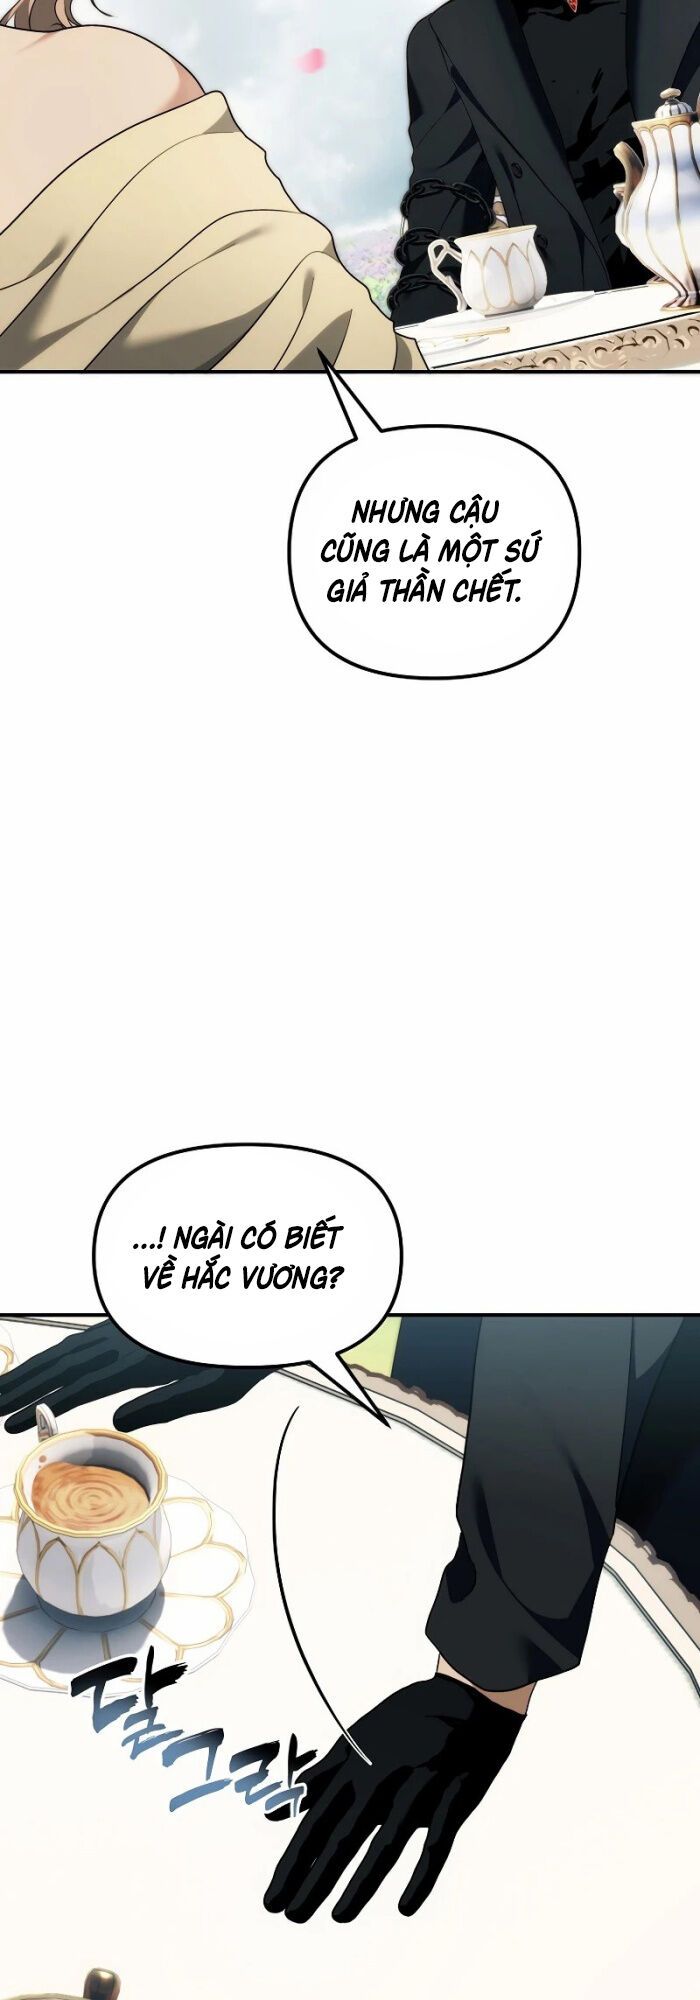 NHƯNG CẬU
CŨNG LÀ MỘT SỨ
GIẢ THẦN CHẾT.
...! NGÀI CÓ BIẾT
VỀ HẮC VƯƠNG?
달그락